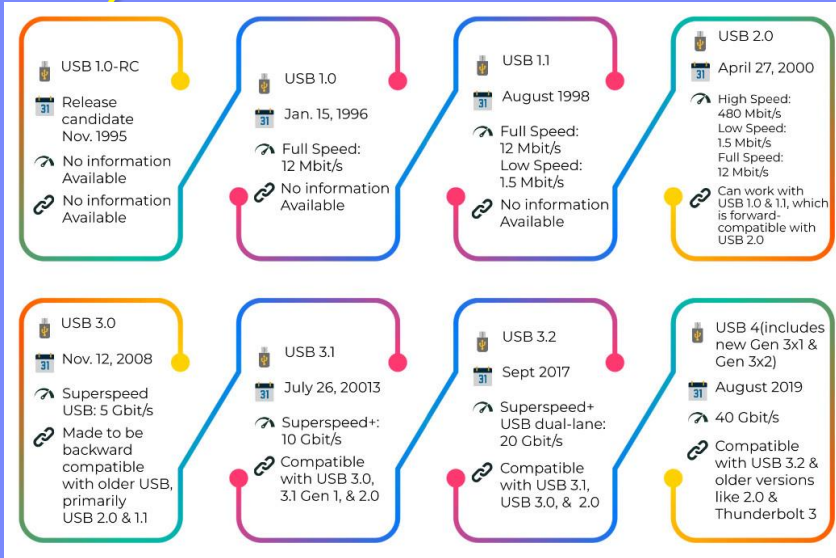 USB 1.0-RC
31
Release
candidate
Nov. 1995
No information
Available
No information
Available
USB 1.0
31
Jan. 15, 1996
Full Speed:
12 Mbit/s
No information
Available
USB 1.1
31
August 1998
Full Speed:
12 Mbit/s
Low Speed:
1.5 Mbit/s
No information
Available
USB 2.0
31
April 27, 2000
High Speed:
480 Mbit/s
Low Speed:
1.5 Mbit/s
Full Speed:
12 Mbit/s
Can work with
USB 1.0 & 1.1, which
is forward-
compatible with
USB 2.0
USB 3.0
31
Nov. 12, 2008
Superspeed
USB: 5 Gbit/s
Made to be
backward
compatible
with older USB,
primarily
USB 2.0 & 1.1
USB 3.1
31
July 26, 20013
Superspeed+:
10 Gbit/s
Compatible
with USB 3.0,
3.1 Gen 1, & 2.0
USB 3.2
31
Sept 2017
Superspeed+
USB dual-lane:
20 Gbit/s
Compatible
with USB 3.1,
USB 3.0, & 2.0
USB 4(includes
new Gen 3x1 &
Gen 3x2)
31
August 2019
40 Gbit/s
Compatible
with USB 3.2 &
older versions
like 2.0 &
Thunderbolt 3